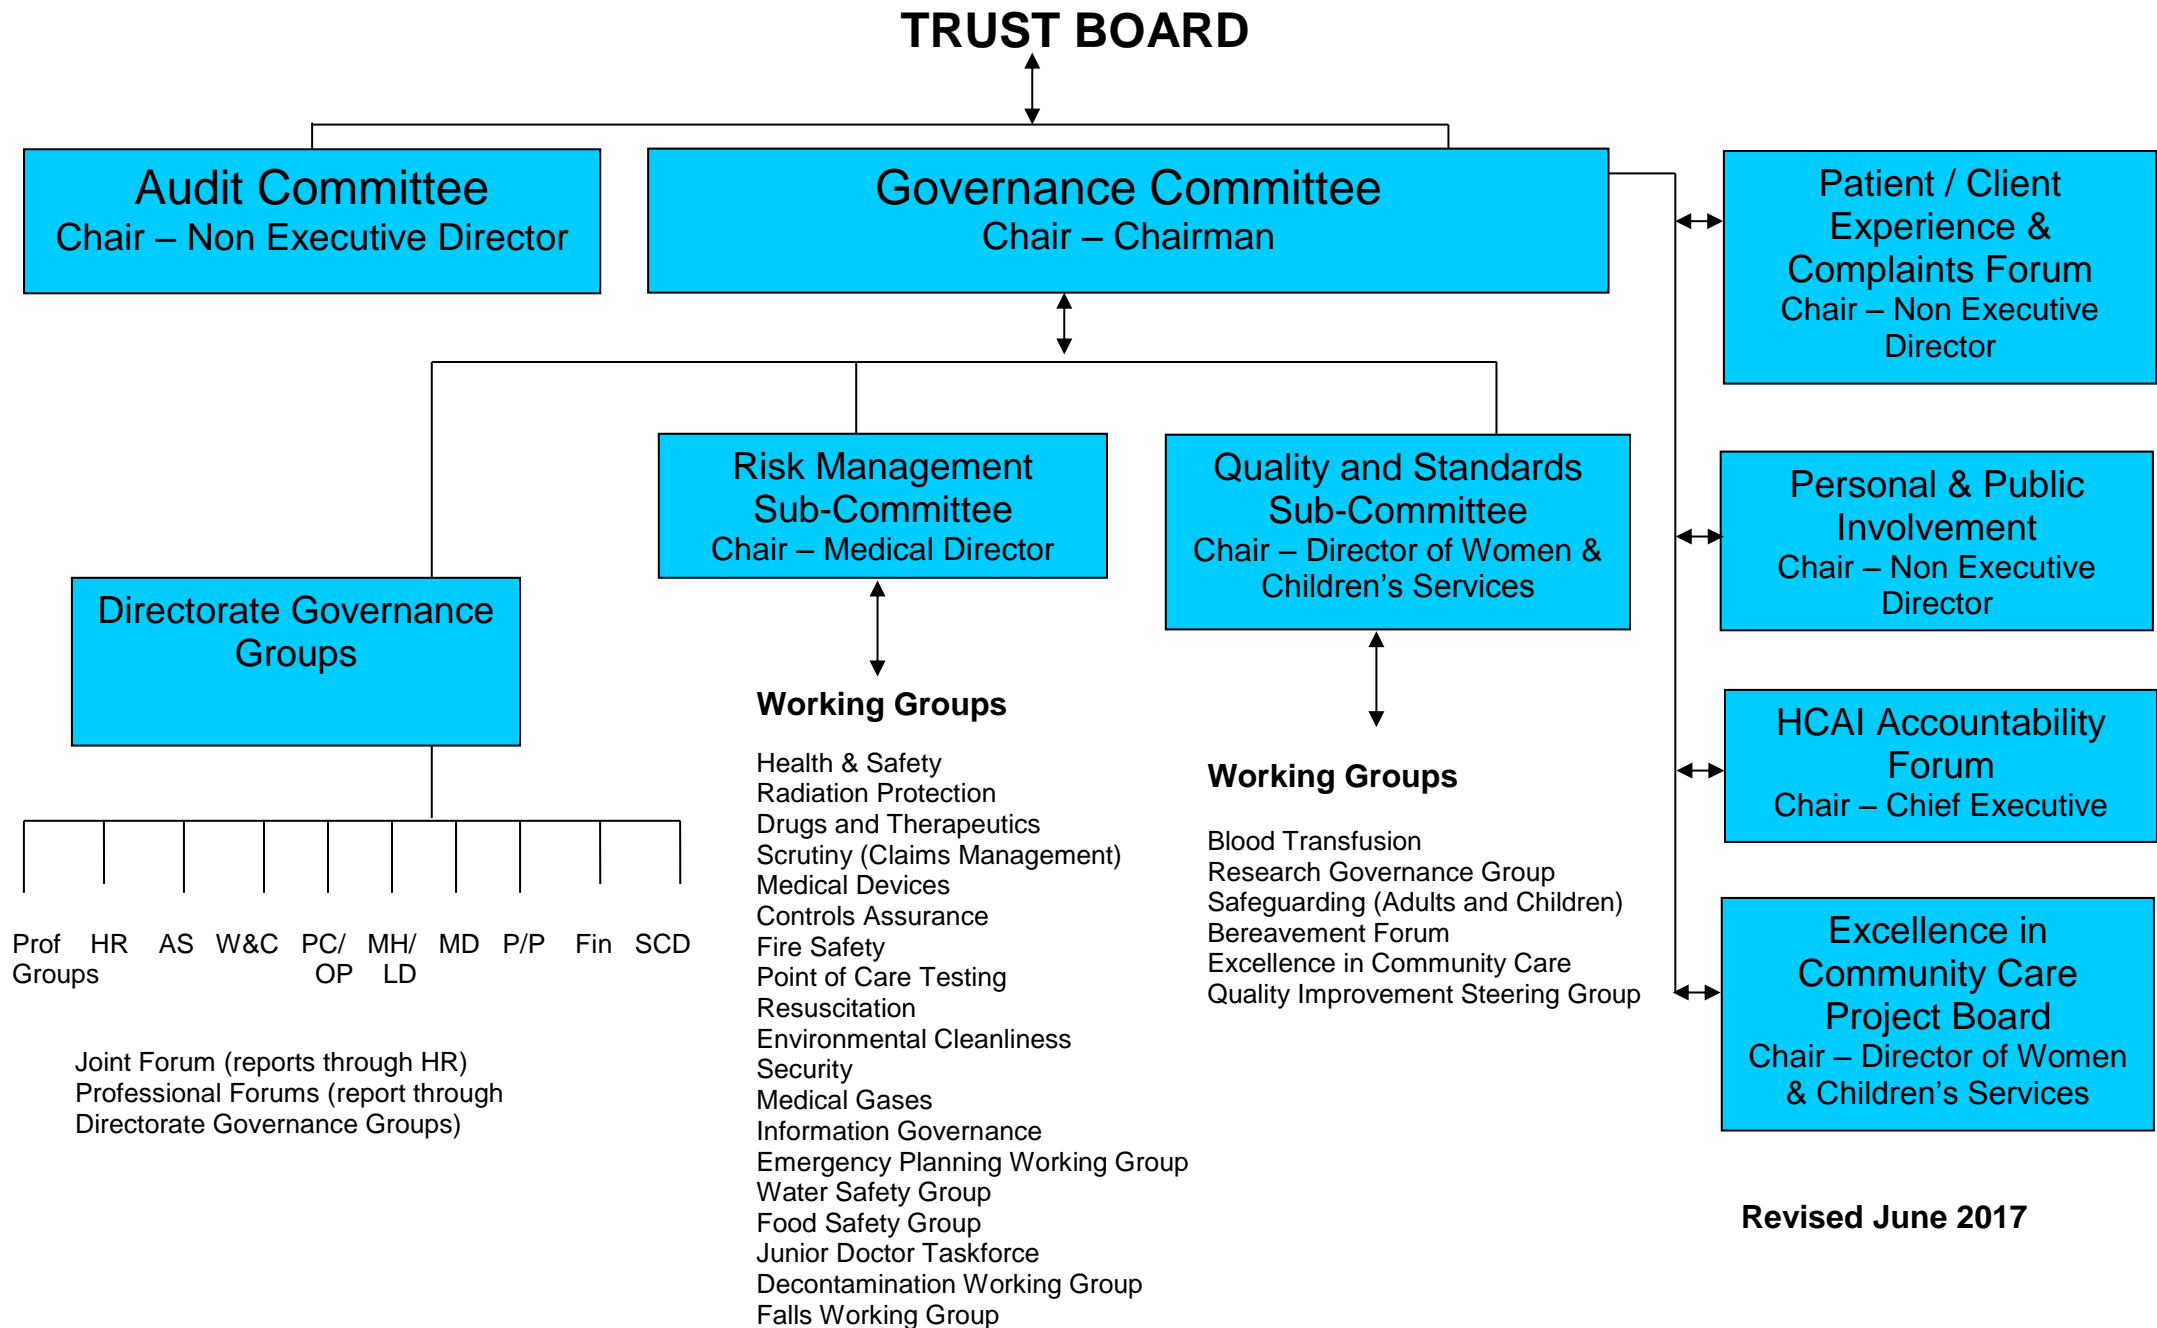 TRUST BOARD
Audit Committee
Chair – Non Executive Director
Governance Committee
Chair – Chairman
Patient / Client
Experience &
Complaints Forum
Chair – Non Executive
Director
Risk Management
Sub-Committee
Chair – Medical Director
Quality and Standards
Sub-Committee
Chair – Director of Women &
Children’s Services
Personal & Public
Involvement
Chair – Non Executive
Director
Directorate Governance
Groups
HCAI Accountability
Forum
Chair – Chief Executive
Excellence in
Community Care
Project Board
Chair – Director of Women
& Children’s Services
Prof HR AS W&C PC/ MH/ MD P/P Fin SCD
Groups OP LD
Joint Forum (reports through HR)
Professional Forums (report through
Directorate Governance Groups)
Working Groups
Health & Safety
Radiation Protection
Drugs and Therapeutics
Scrutiny (Claims Management)
Medical Devices
Controls Assurance
Fire Safety
Point of Care Testing
Resuscitation
Environmental Cleanliness
Security
Medical Gases
Information Governance
Emergency Planning Working Group
Water Safety Group
Food Safety Group
Junior Doctor Taskforce
Decontamination Working Group
Falls Working Group
Working Groups
Blood Transfusion
Research Governance Group
Safeguarding (Adults and Children)
Bereavement Forum
Excellence in Community Care
Quality Improvement Steering Group
Revised June 2017